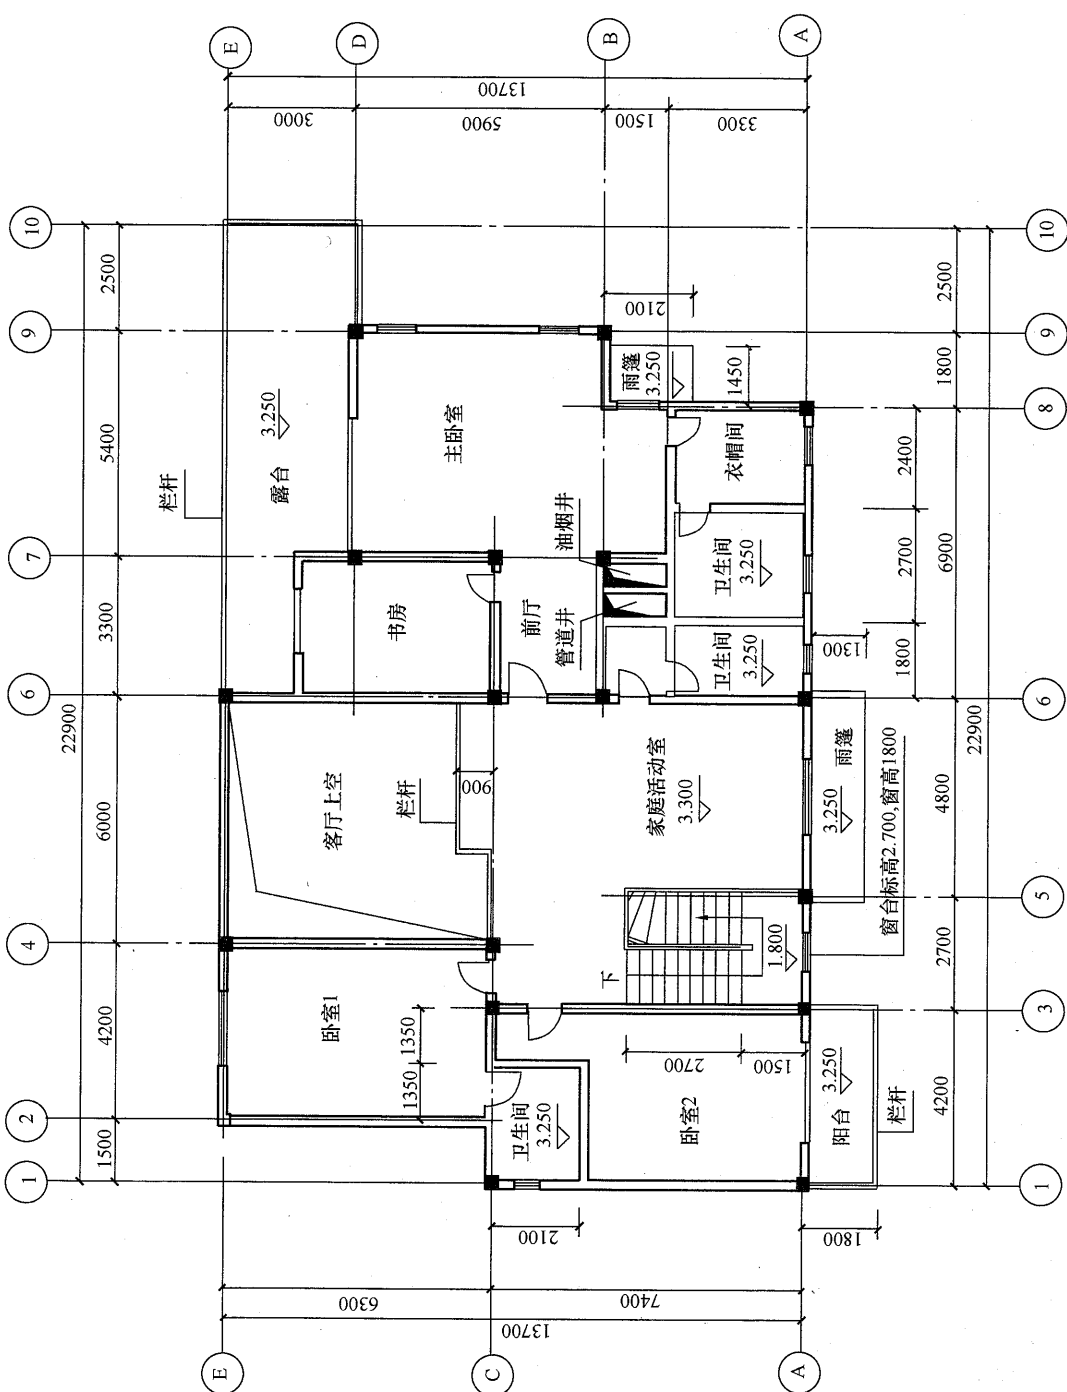 E
D
B
A
13700
3000
5900
1500
3300
10
9
7
6
4
2
1
22900
2500
5400
3300
6000
4200
1500
栏杆
露台
3.250
主卧室
书房
前厅
油烟井
管道井
雨篷
3.250
2100
1450
衣帽间
卫生间
3.250
卫生间
3.250
客厅上空
栏杆
900
家庭活动室
3.300
卧室1
1350
1350
卫生间
3.250
卧室2
下
1.800
2700
1500
2100
阳台
3.250
栏杆
1800
雨篷
3.250
窗台标高2.700,窗高1800
1300
2400
2700
1800
2500
1800
6900
4800
2700
4200
22900
10
9
8
6
5
3
1
6300
7400
13700
E
C
A